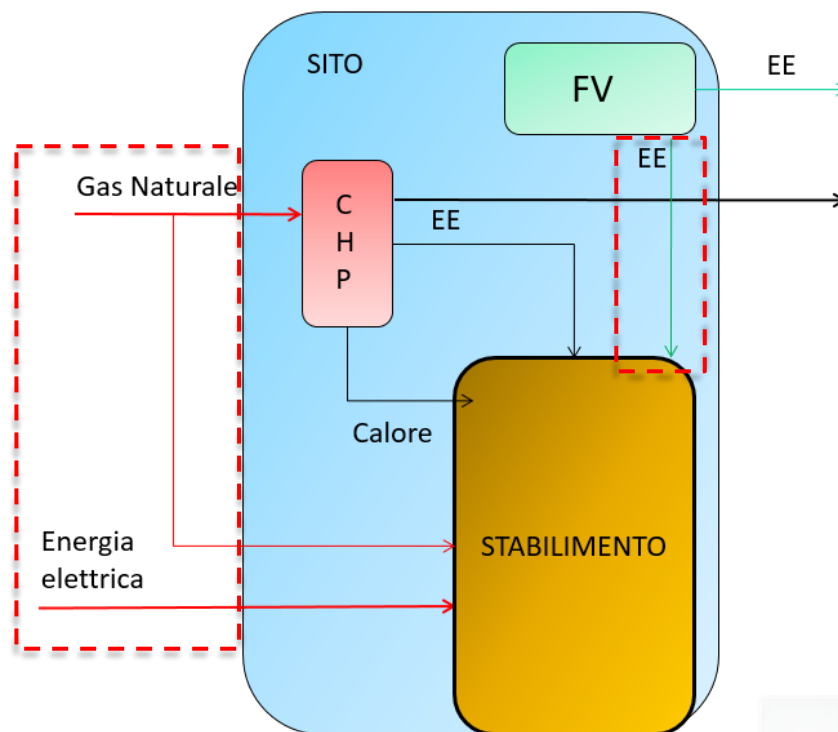 SITO
FV
EE
EE
Gas Naturale
C
H
P
EE
Calore
Energia
elettrica
STABILIMENTO